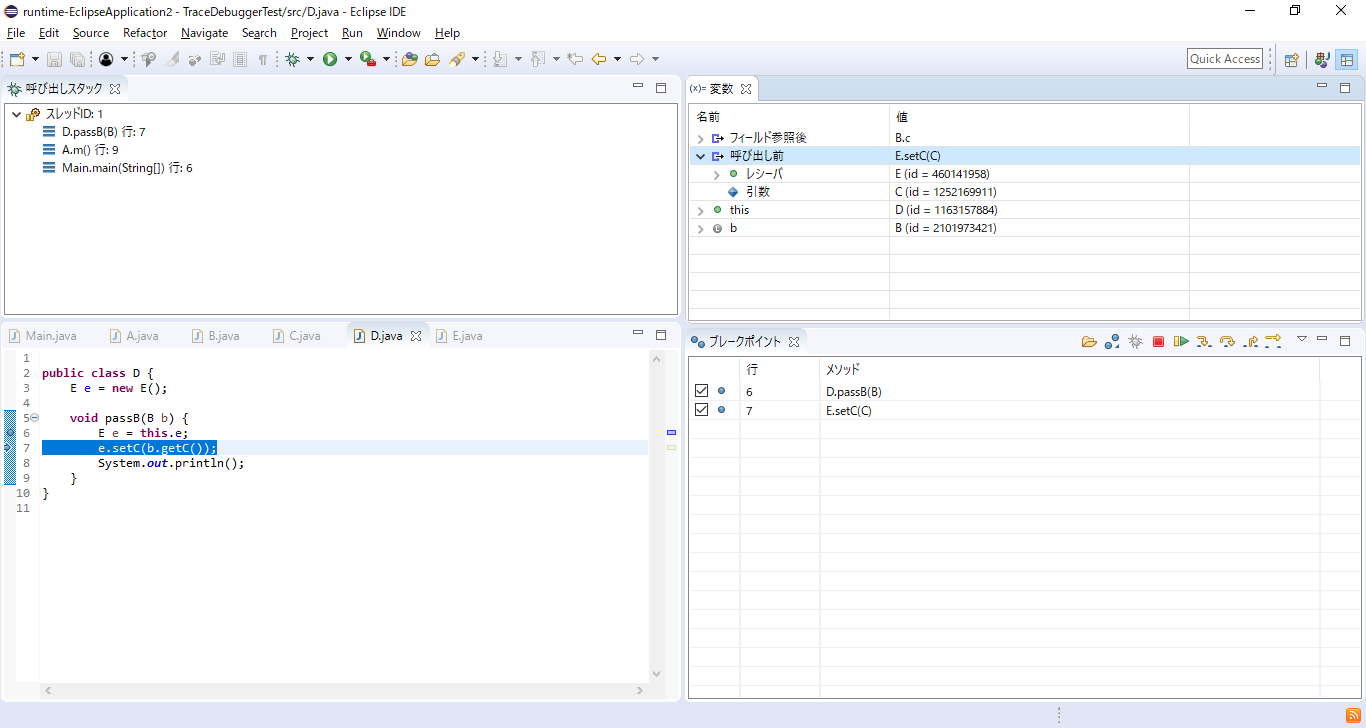 runtime-EclipseApplication2 - TraceDebuggerTest/src/D.java - Eclipse IDE
File Edit Source Refactor Navigate Search Project Run Window Help
Quick Access
呼び出しスタック
スレッドID: 1
D.passB(B) 行: 7
A.m() 行: 9
Main.main(String[]) 行: 6
(x)= 変数
名前 値
フィールド参照後 B.c
呼び出し前 E.setC(C)
レシーバ E (id = 460141958)
引数 C (id = 1252169911)
this D (id = 1163157884)
b B (id = 2101973421)
Main.java A.java B.java C.java D.java E.java
1
2 public class D {
3     E e = new E();
4
5     void passB(B b) {
6         E e = this.e;
7         e.setC(b.getC());
8         System.out.println();
9     }
10 }
11
ブレークポイント
行 メソッド
6 D.passB(B)
7 E.setC(C)